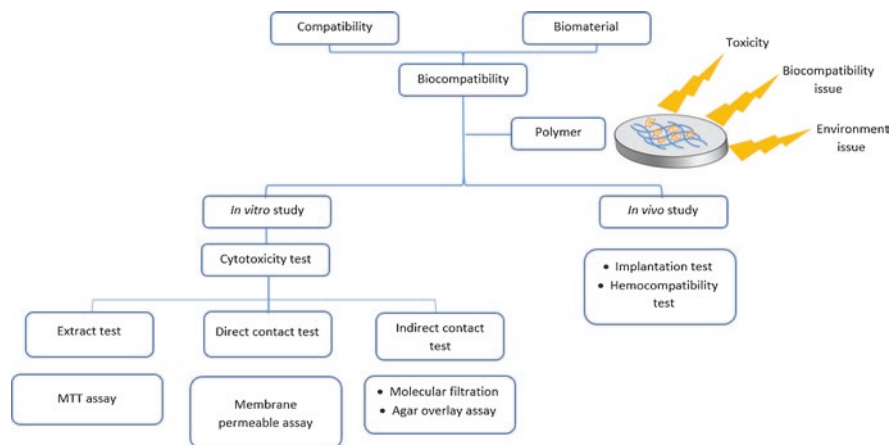 Compatibility
Biomaterial
Toxicity
Biocompatibility
Biocompatibility
issue
Polymer
Environment
issue
In vitro study
In vivo study
Cytotoxicity test
• Implantation test
• Hemocompatibility
test
Extract test
Direct contact test
Indirect contact
test
MTT assay
Membrane
permeable assay
• Molecular filtration
• Agar overlay assay